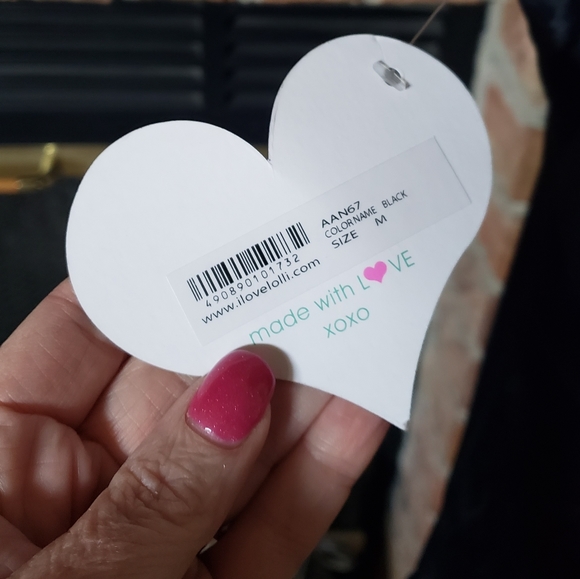 AAN67
COLORNAME BLACK
SIZE M
490890101732
www.ilovelolli.com
made with L♥VE
xoxo